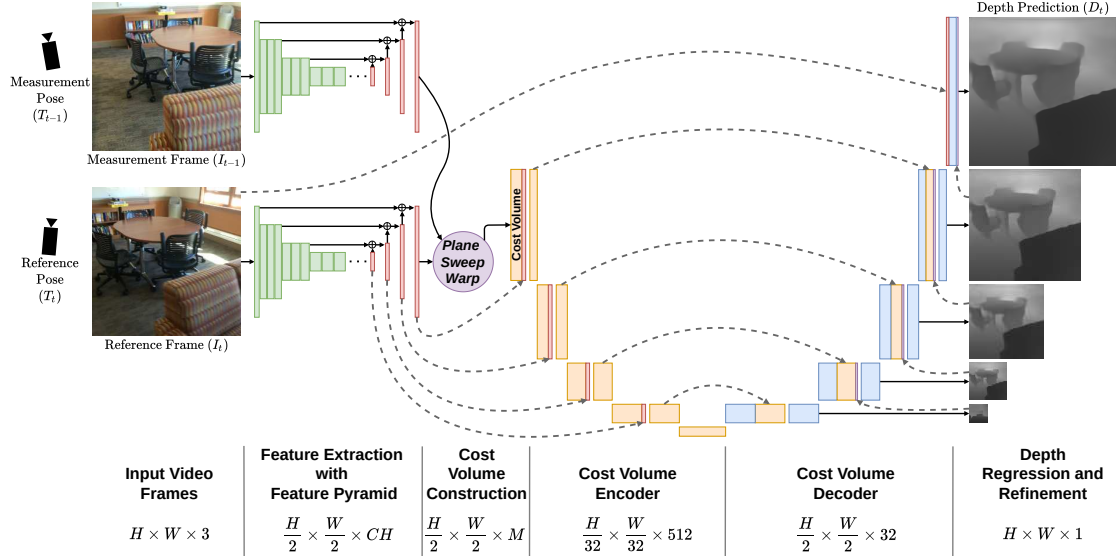 Depth Prediction (D_t)
Measurement
Pose
(T_{t-1})
Measurement Frame (I_{t-1})
Reference
Pose
(T_t)
Reference Frame (I_t)
Plane
Sweep
Warp
Cost Volume
Input Video
Frames
H × W × 3
Feature Extraction
with
Feature Pyramid
H/2 × W/2 × CH
Cost
Volume
Construction
H/2 × W/2 × M
Cost Volume
Encoder
H/32 × W/32 × 512
Cost Volume
Decoder
H/2 × W/2 × 32
Depth
Regression and
Refinement
H × W × 1